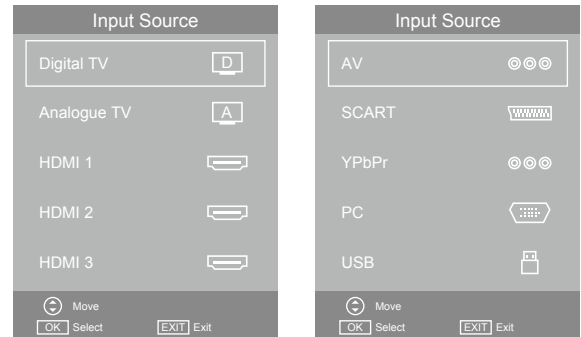 Input Source
Digital TV D
Analogue TV A
HDMI 1
HDMI 2
HDMI 3
Move
OK Select EXIT Exit
Input Source
AV
SCART
YPbPr
PC
USB
Move
OK Select EXIT Exit